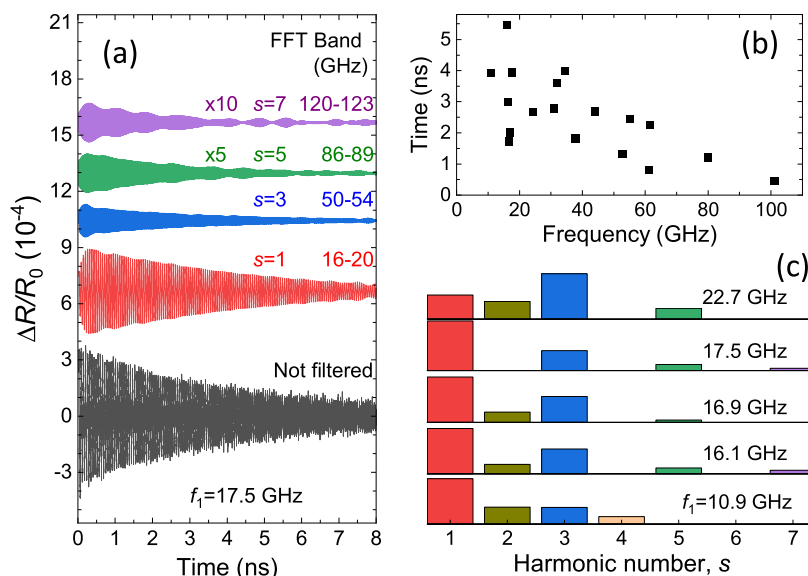 (a)
FFT Band
(GHz)
x10 s=7 120-123
x5 s=5 86-89
s=3 50-54
s=1 16-20
Not filtered
f1=17.5 GHz
21
18
15
12
9
6
3
0
-3
ΔR/R0 (10-4)
0 1 2 3 4 5 6 7 8
Time (ns)
(b)
5
4
3
2
1
0
Time (ns)
0 20 40 60 80 100
Frequency (GHz)
(c)
22.7 GHz
17.5 GHz
16.9 GHz
16.1 GHz
f1=10.9 GHz
1 2 3 4 5 6 7
Harmonic number, s